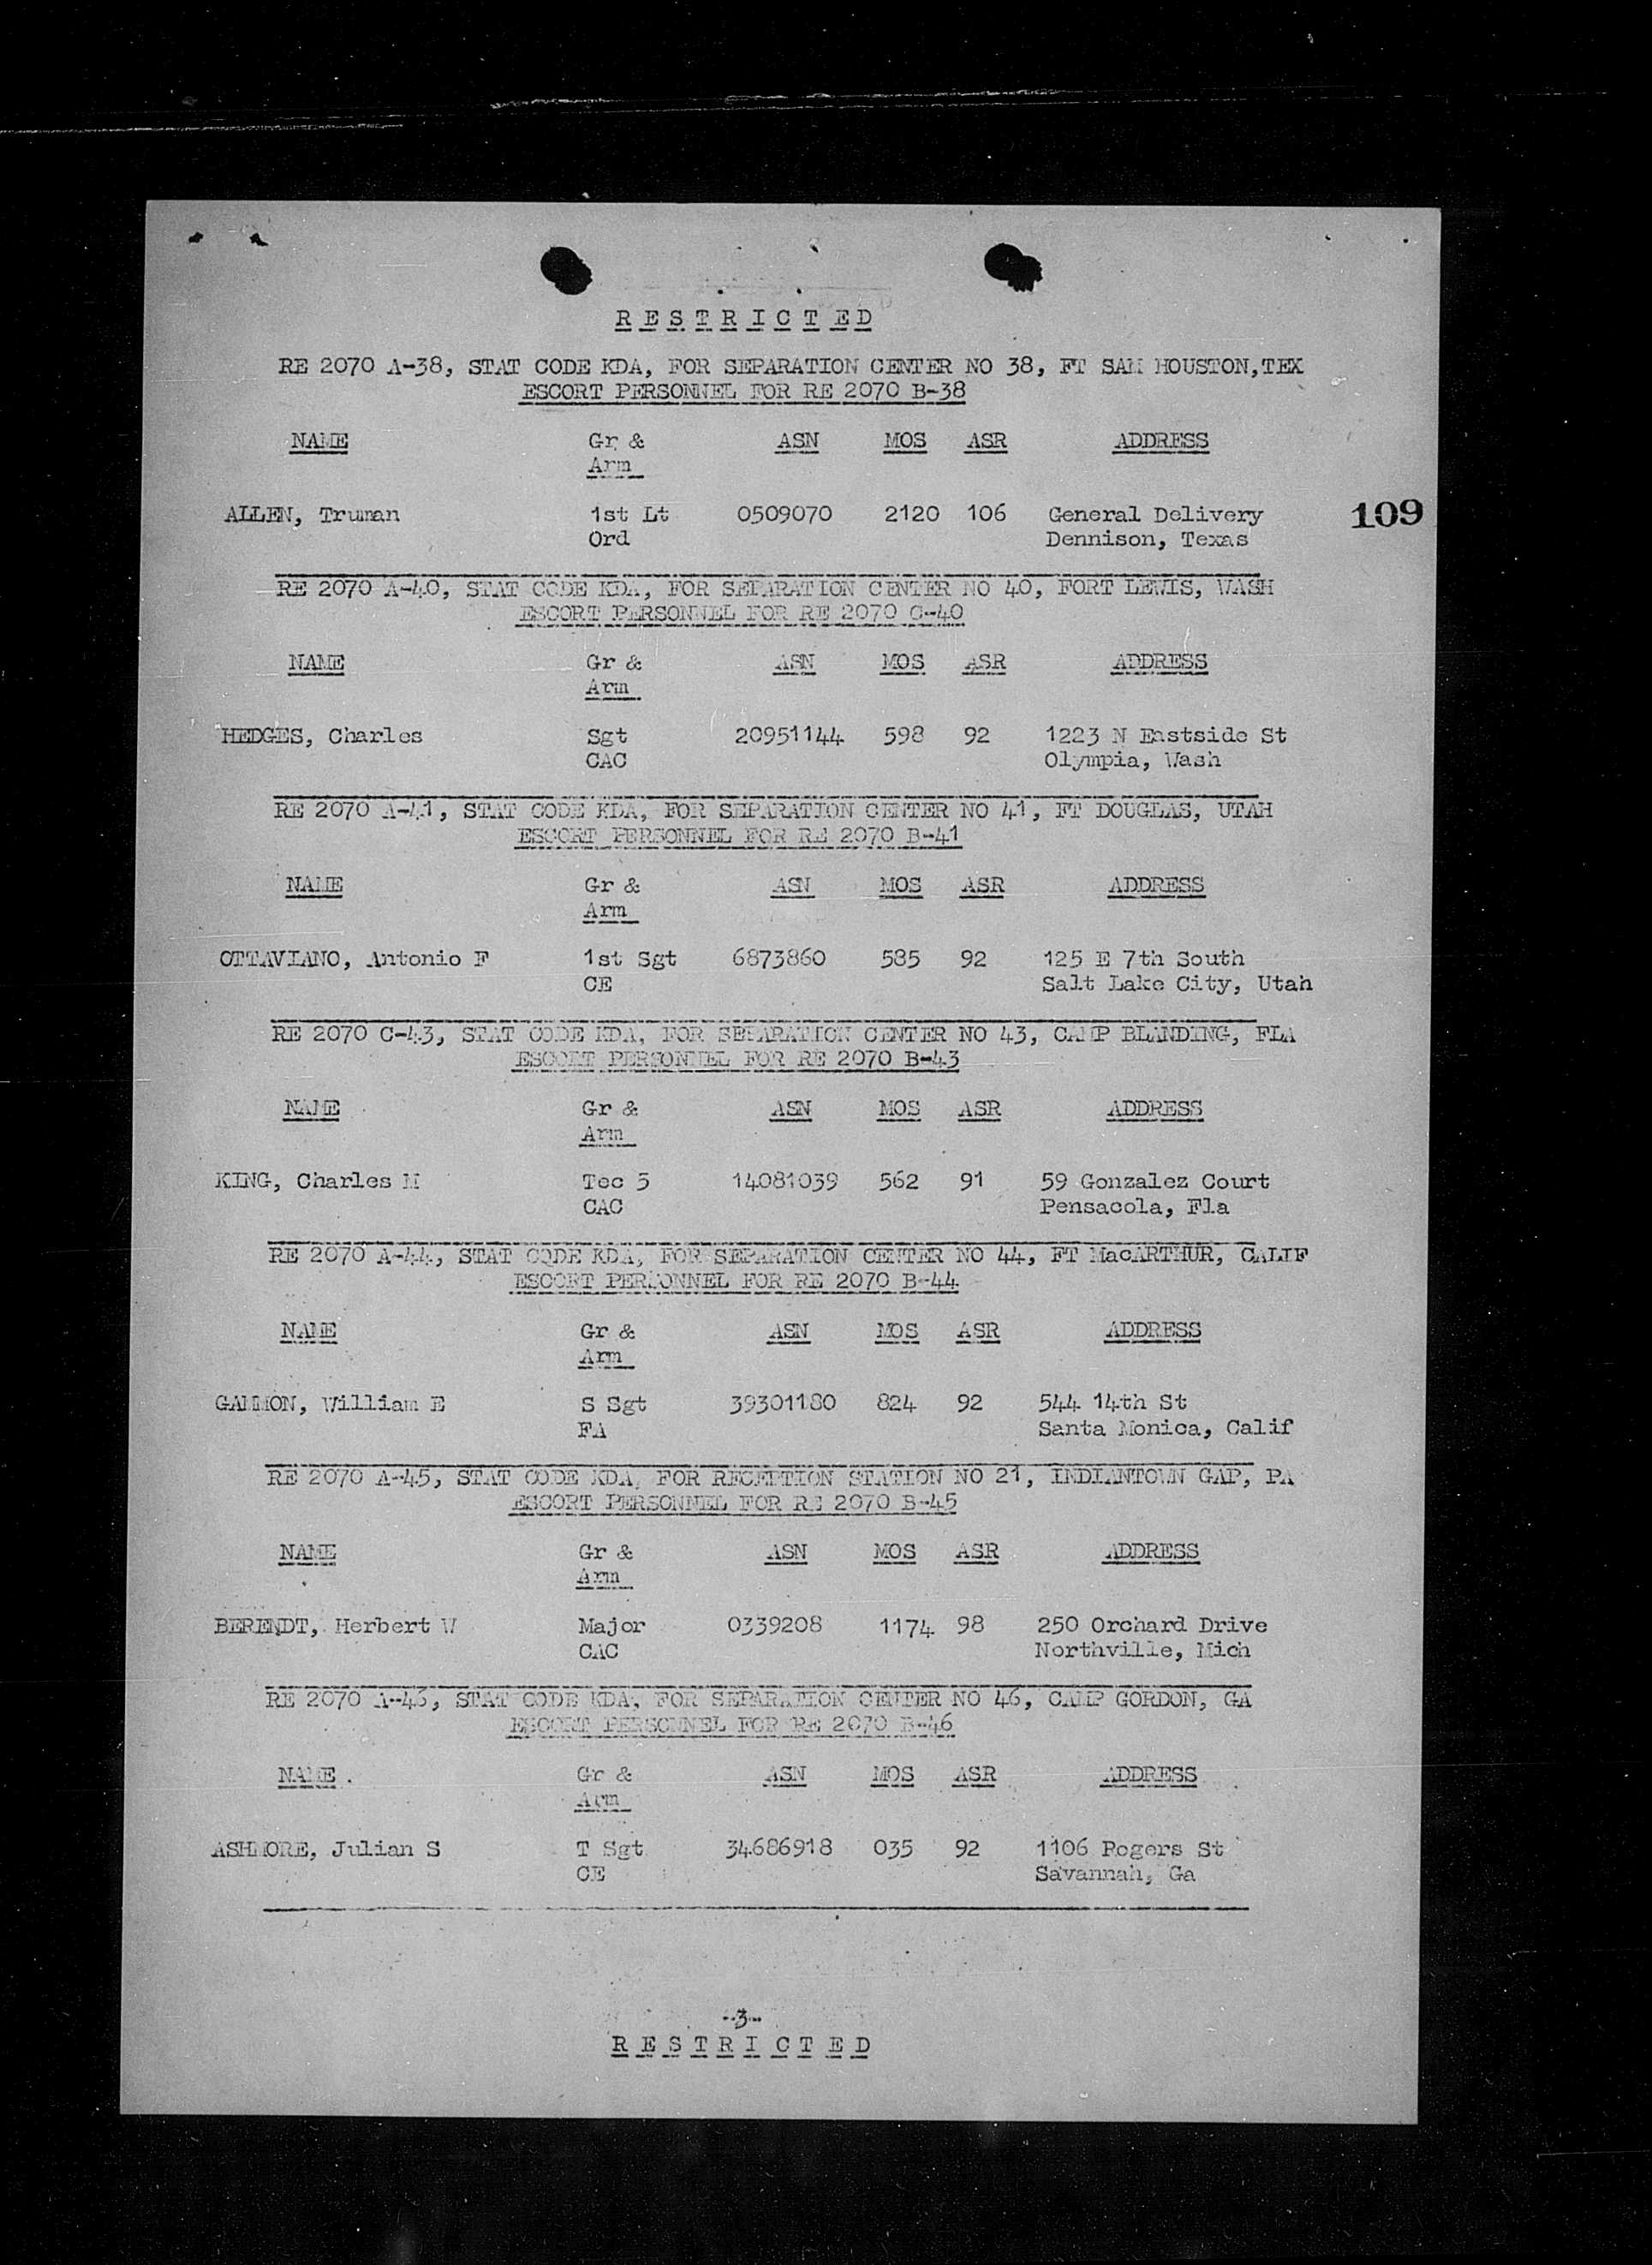 RESTRICTED
RE 2070 A-38, STAT CODE KDA, FOR SEPARATION CENTER NO 38, FT SAM HOUSTON,TEX
ESCORT PERSONNEL FOR RE 2070 B-38
NAME Gr & ASN MOS ASR ADDRESS
Arm
ALLEN, Truman 1st Lt 0509070 2120 106 General Delivery 109
Ord Dennison, Texas
RE 2070 A-40, STAT CODE KDA, FOR SEPARATION CENTER NO 40, FORT LEWIS, WASH
ESCORT PERSONNEL FOR RE 2070 C-40
NAME Gr & ASN MOS ASR ADDRESS
Arm
HEDGES, Charles Sgt 20951144 598 92 1223 N Eastside St
CAC Olympia, Wash
RE 2070 A-41, STAT CODE KDA, FOR SEPARATION CENTER NO 41, FT DOUGLAS, UTAH
ESCORT PERSONNEL FOR RE 2070 B-41
NAME Gr & ASN MOS ASR ADDRESS
Arm
OTTAVIANO, Antonio F 1st Sgt 6873860 585 92 125 E 7th South
CE Salt Lake City, Utah
RE 2070 C-43, STAT CODE KDA, FOR SEPARATION CENTER NO 43, CAMP BLANDING, FLA
ESCORT PERSONNEL FOR RE 2070 B-43
NAME Gr & ASN MOS ASR ADDRESS
Arm
KING, Charles M Tec 5 14081039 562 91 59 Gonzalez Court
CAC Pensacola, Fla
RE 2070 A-44, STAT CODE KDA, FOR SEPARATION CENTER NO 44, FT MacARTHUR, CALIF
ESCORT PERSONNEL FOR RE 2070 B-44
NAME Gr & ASN MOS ASR ADDRESS
Arm
GAMMON, William E S Sgt 39301180 824 92 544 14th St
FA Santa Monica, Calif
RE 2070 A-45, STAT CODE KDA, FOR RECEPTION STATION NO 21, INDIANTOWN GAP, PA
ESCORT PERSONNEL FOR RE 2070 B-45
NAME Gr & ASN MOS ASR ADDRESS
Arm
BERENDT, Herbert W Major 0339208 1174 98 250 Orchard Drive
CAC Northville, Mich
RE 2070 A-46, STAT CODE KDA, FOR SEPARATION CENTER NO 46, CAMP GORDON, GA
ESCORT PERSONNEL FOR RE 2070 B-46
NAME Gr & ASN MOS ASR ADDRESS
Arm
ASHMORE, Julian S T Sgt 34686918 035 92 1106 Rogers St
CE Savannah, Ga
--3--
RESTRICTED